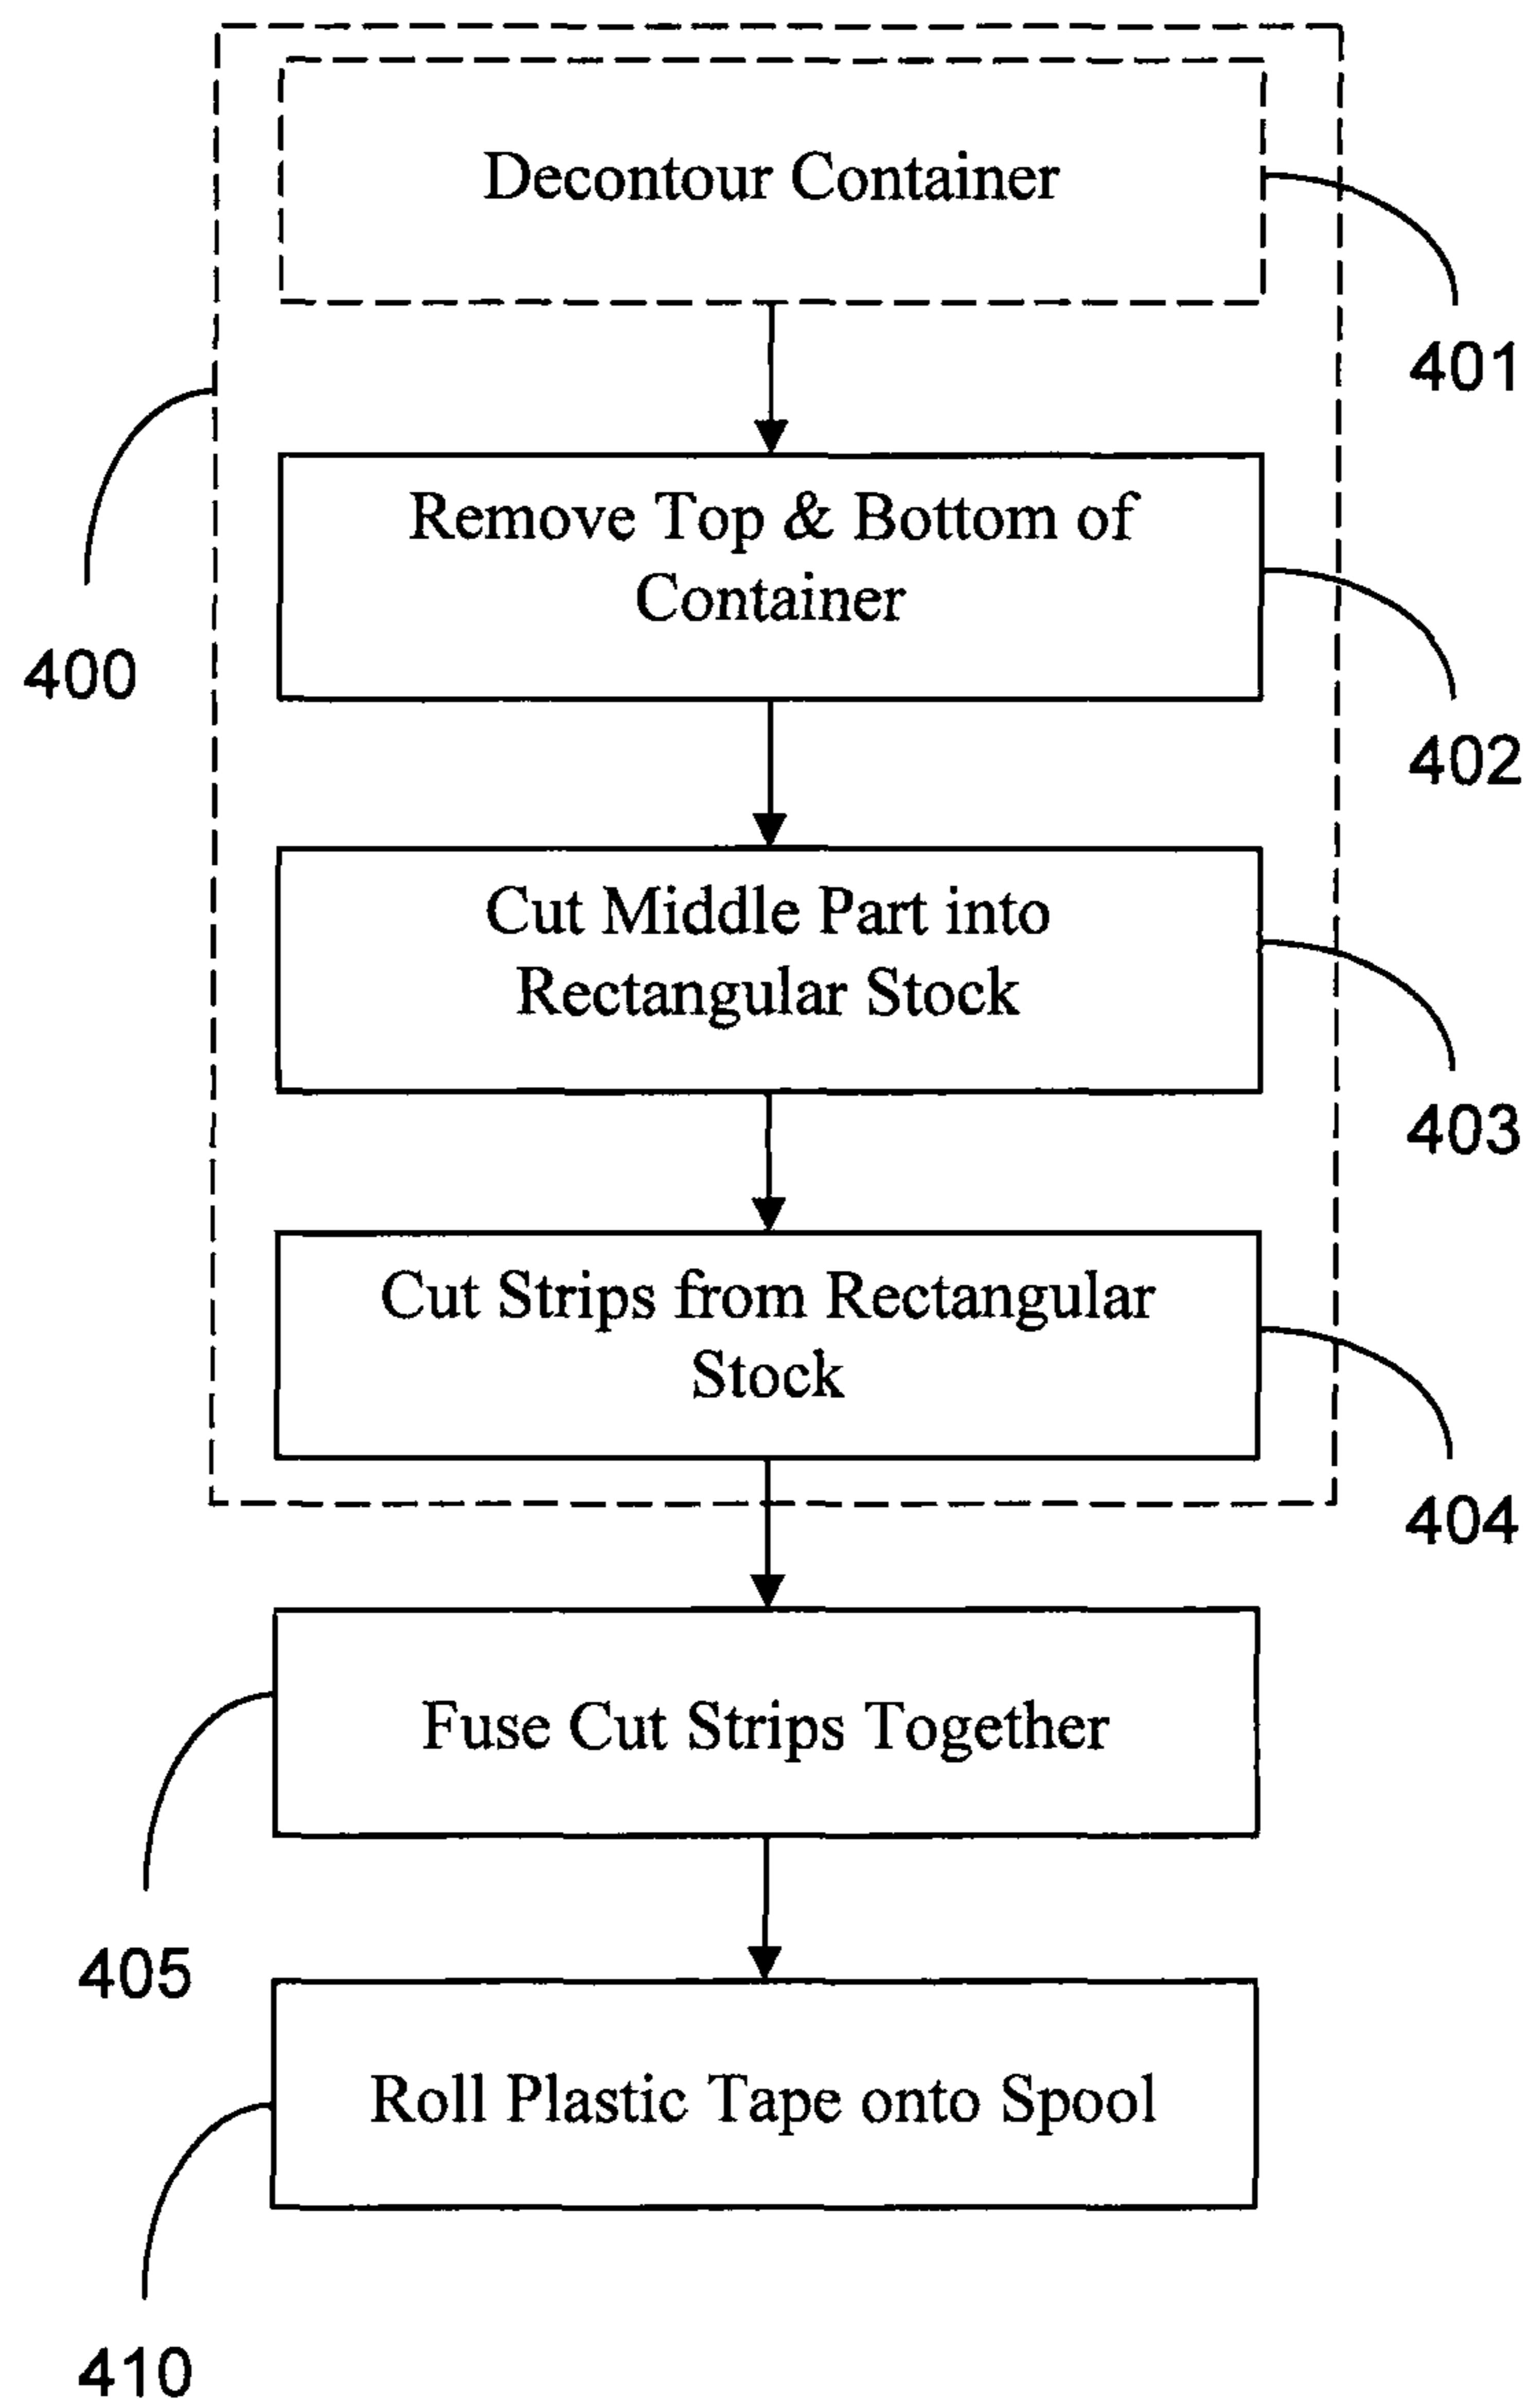 Decontour Container
401
Remove Top & Bottom of
Container
400
402
Cut Middle Part into
Rectangular Stock
403
Cut Strips from Rectangular
Stock
404
Fuse Cut Strips Together
405
Roll Plastic Tape onto Spool
410